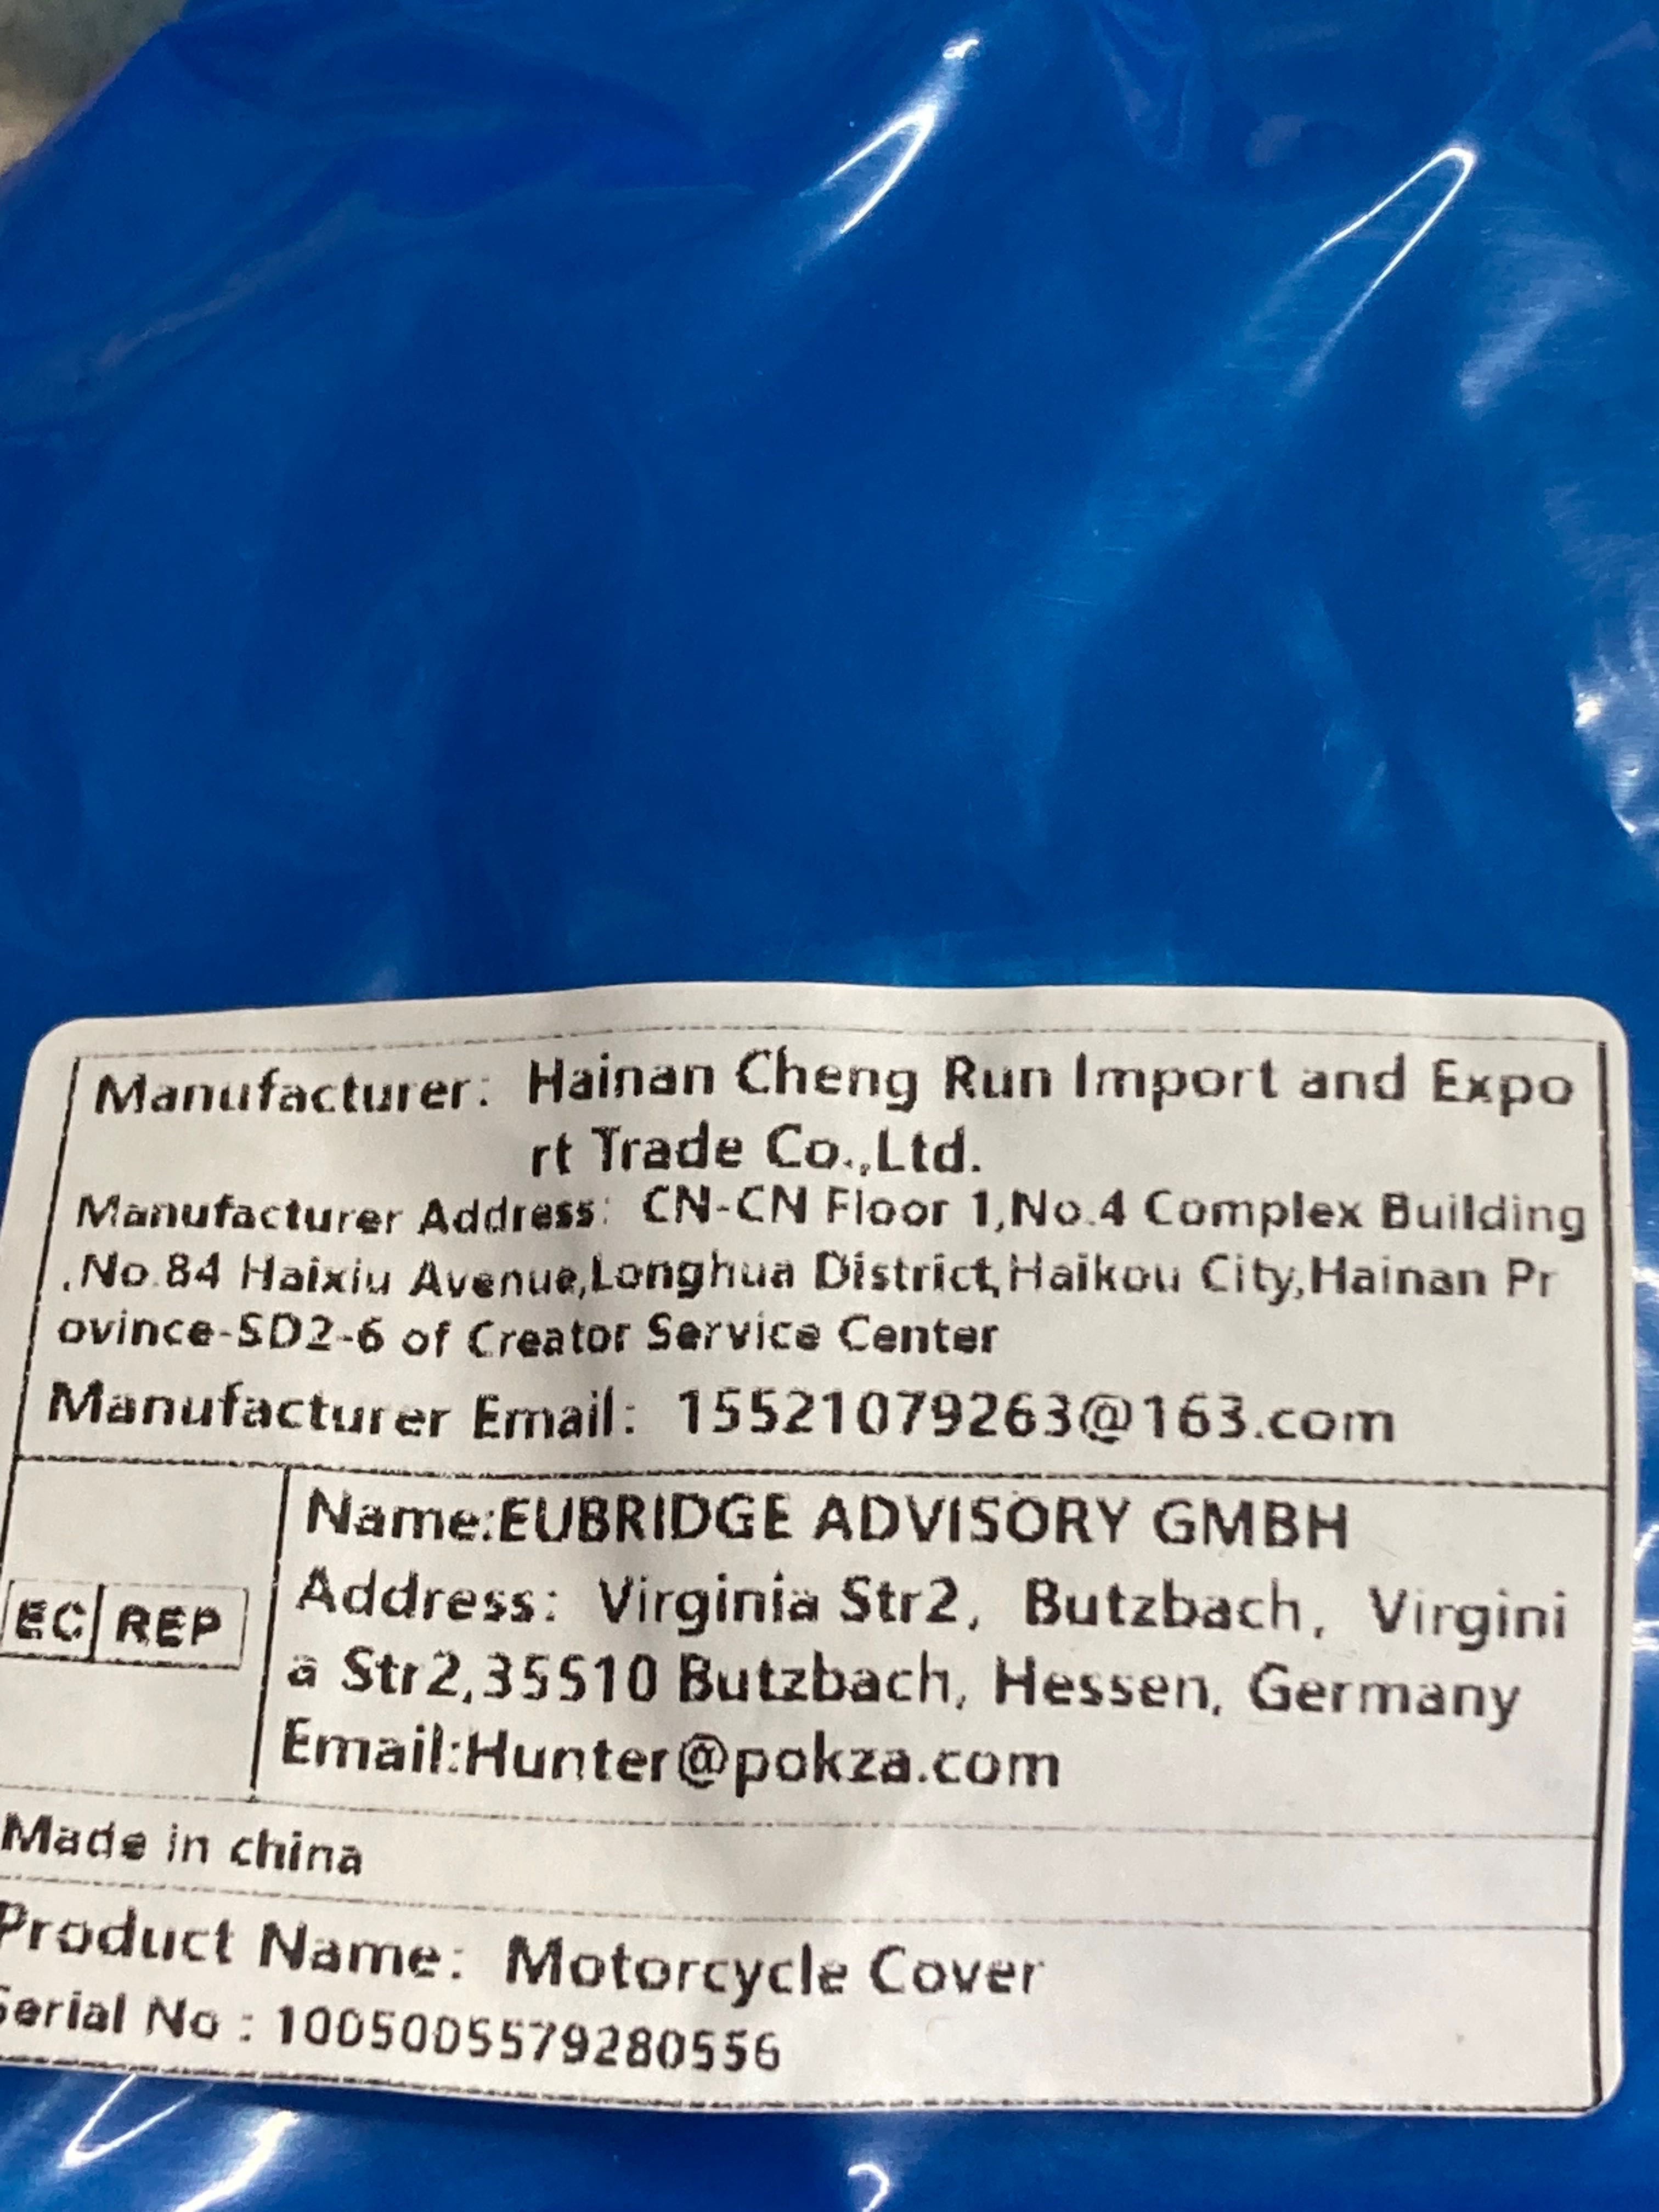 Manufacturer: Hainan Cheng Run Import and Expo
rt Trade Co.,Ltd.
Manufacturer Address: CN-CN Floor 1,No.4 Complex Building
,No.84 Haixiu Avenue,Longhua District,Haikou City,Hainan Pr
ovince-SD2-6 of Creator Service Center
Manufacturer Email: 15521079263@163.com
EC REP
Name:EUBRIDGE ADVISORY GMBH
Address: Virginia Str2, Butzbach, Virgini
a Str2,35510 Butzbach, Hessen, Germany
Email:Hunter@pokza.com
Made in china
Product Name: Motorcycle Cover
Serial No : 1005005579280556